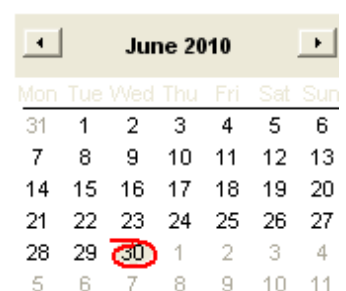 June 2010
Mon Tue Wed Thu Fri Sat Sun
31 1 2 3 4 5 6
7 8 9 10 11 12 13
14 15 16 17 18 19 20
21 22 23 24 25 26 27
28 29 30 1 2 3 4
5 6 7 8 9 10 11